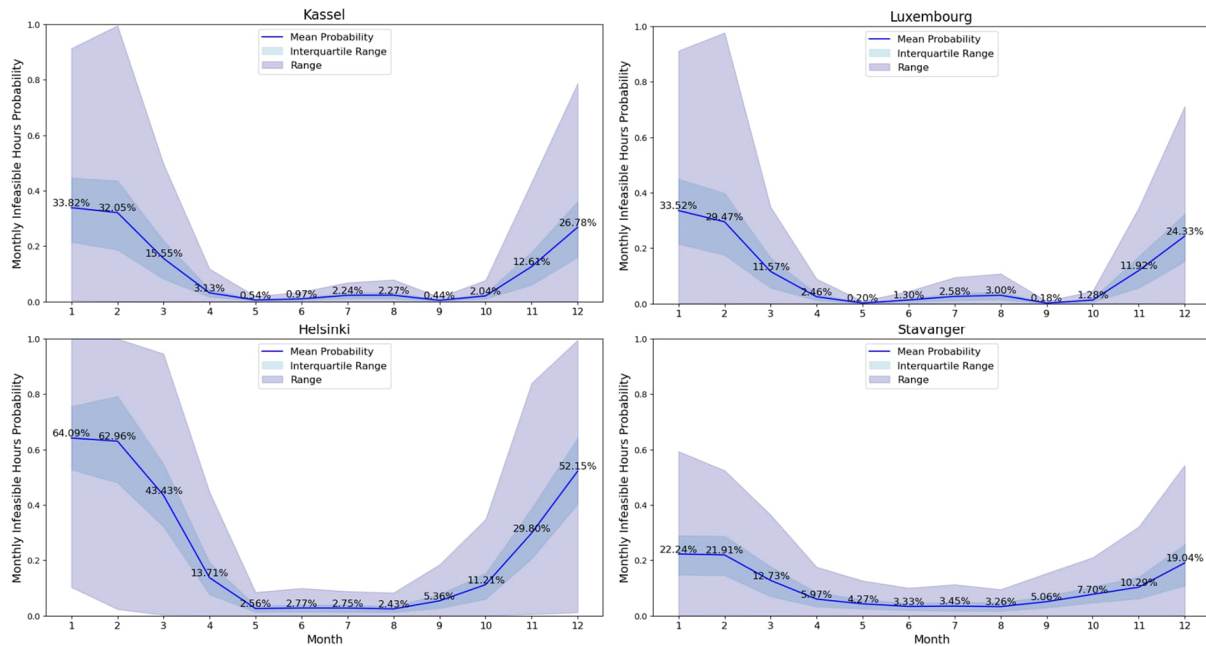 Kassel
Monthly Infeasible Hours Probability
1.0
0.8
0.6
0.4
0.2
0.0
Mean Probability
Interquartile Range
Range
33.82%
32.05%
15.55%
3.13%
0.54%
0.97%
2.24%
2.27%
0.44%
2.04%
12.61%
26.78%
1 2 3 4 5 6 7 8 9 10 11 12
Luxembourg
Monthly Infeasible Hours Probability
1.0
0.8
0.6
0.4
0.2
0.0
Mean Probability
Interquartile Range
Range
33.52%
29.47%
11.57%
2.46%
0.20%
1.30%
2.58%
3.00%
0.18%
1.28%
11.92%
24.33%
1 2 3 4 5 6 7 8 9 10 11 12
Helsinki
Monthly Infeasible Hours Probability
1.0
0.8
0.6
0.4
0.2
0.0
Mean Probability
Interquartile Range
Range
64.09%
62.96%
43.43%
13.71%
2.56%
2.77%
2.75%
2.43%
5.36%
11.21%
29.80%
52.15%
1 2 3 4 5 6 7 8 9 10 11 12
Month
Stavanger
Monthly Infeasible Hours Probability
1.0
0.8
0.6
0.4
0.2
0.0
Mean Probability
Interquartile Range
Range
22.24%
21.91%
12.73%
5.97%
4.27%
3.33%
3.45%
3.26%
5.06%
7.70%
10.29%
19.04%
1 2 3 4 5 6 7 8 9 10 11 12
Month